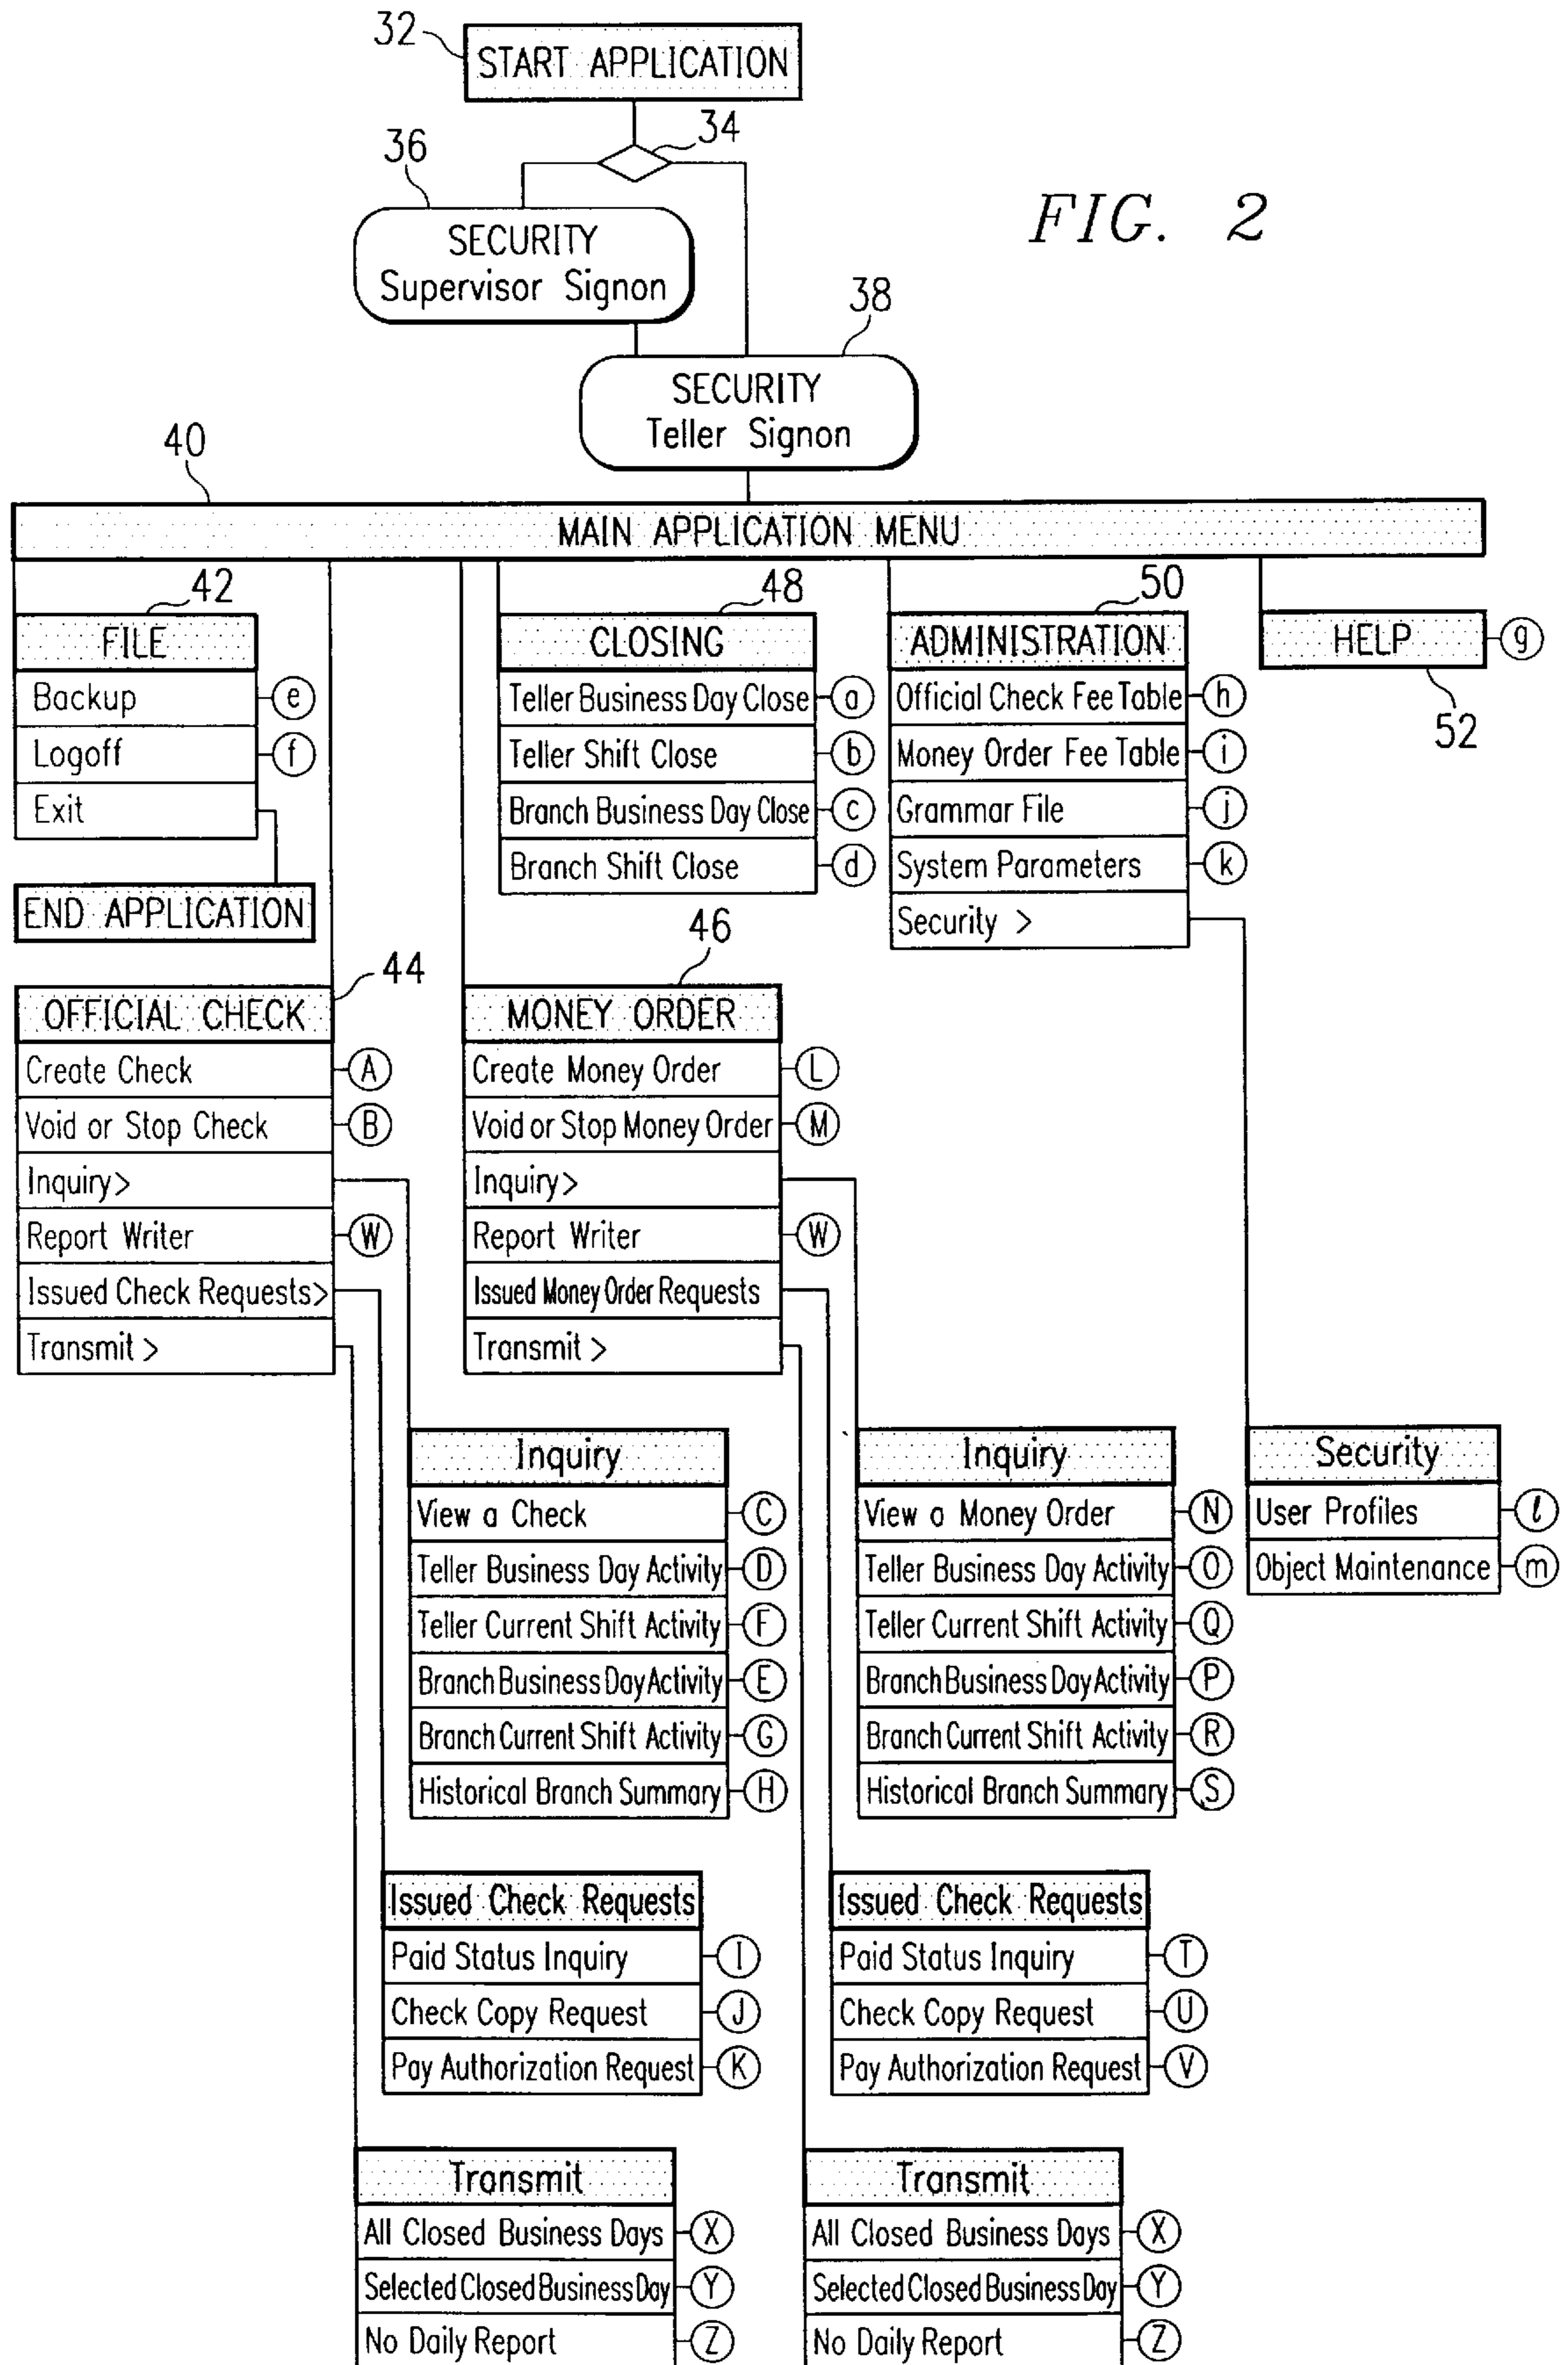 32
START APPLICATION
34
36
FIG. 2
SECURITY
Supervisor Signon
38
SECURITY
Teller Signon
40
MAIN APPLICATION MENU
42
FILE
Backup e
Logoff f
Exit
END APPLICATION
48
CLOSING
Teller Business Day Close a
Teller Shift Close b
Branch Business Day Close c
Branch Shift Close d
50
ADMINISTRATION
Official Check Fee Table h
Money Order Fee Table i
Grammar File j
System Parameters k
Security >
HELP g
52
44
OFFICIAL CHECK
Create Check A
Void or Stop Check B
Inquiry>
Report Writer W
Issued Check Requests>
Transmit >
46
MONEY ORDER
Create Money Order L
Void or Stop Money Order M
Inquiry>
Report Writer W
Issued Money Order Requests
Transmit >
Inquiry
View a Check C
Teller Business Day Activity D
Teller Current Shift Activity F
Branch Business Day Activity E
Branch Current Shift Activity G
Historical Branch Summary H
Inquiry
View a Money Order N
Teller Business Day Activity O
Teller Current Shift Activity Q
Branch Business Day Activity P
Branch Current Shift Activity R
Historical Branch Summary S
Security
User Profiles l
Object Maintenance m
Issued Check Requests
Paid Status Inquiry I
Check Copy Request J
Pay Authorization Request K
Issued Check Requests
Paid Status Inquiry T
Check Copy Request U
Pay Authorization Request V
Transmit
All Closed Business Days X
Selected Closed Business Day Y
No Daily Report Z
Transmit
All Closed Business Days X
Selected Closed Business Day Y
No Daily Report Z